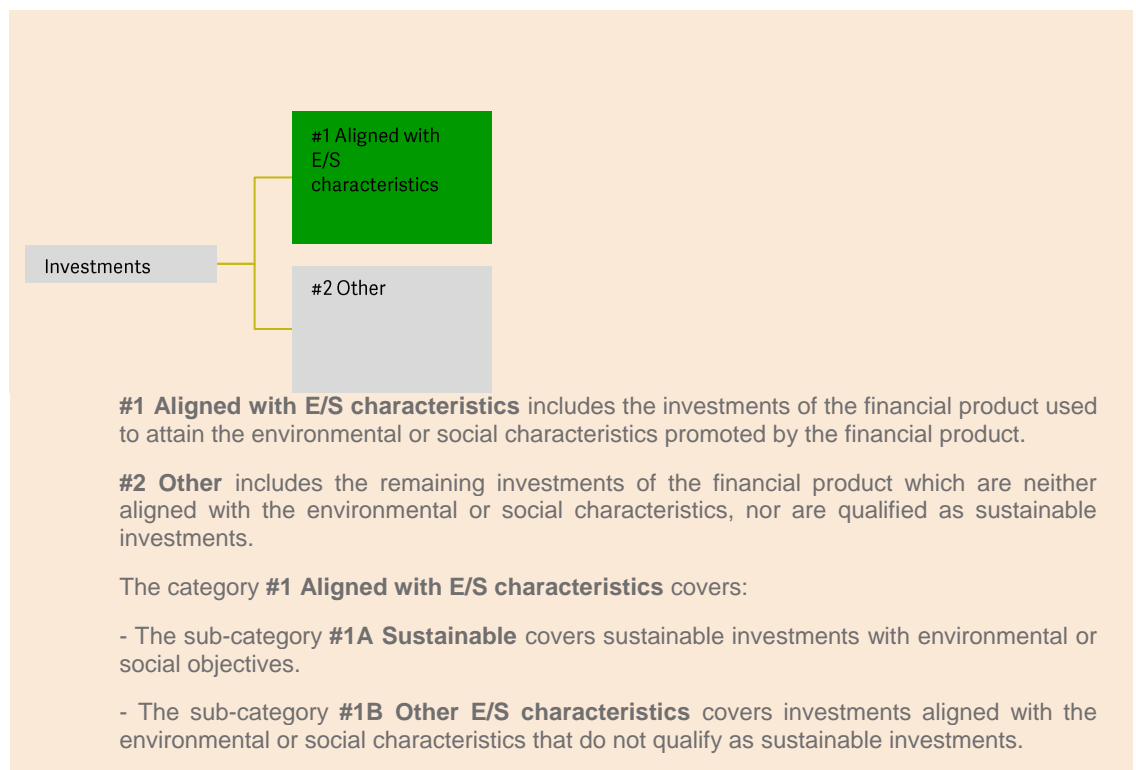 #1 Aligned with
E/S
characteristics
Investments
#2 Other
#1 Aligned with E/S characteristics includes the investments of the financial product used
to attain the environmental or social characteristics promoted by the financial product.
#2 Other includes the remaining investments of the financial product which are neither
aligned with the environmental or social characteristics, nor are qualified as sustainable
investments.
The category #1 Aligned with E/S characteristics covers:
- The sub-category #1A Sustainable covers sustainable investments with environmental or
social objectives.
- The sub-category #1B Other E/S characteristics covers investments aligned with the
environmental or social characteristics that do not qualify as sustainable investments.